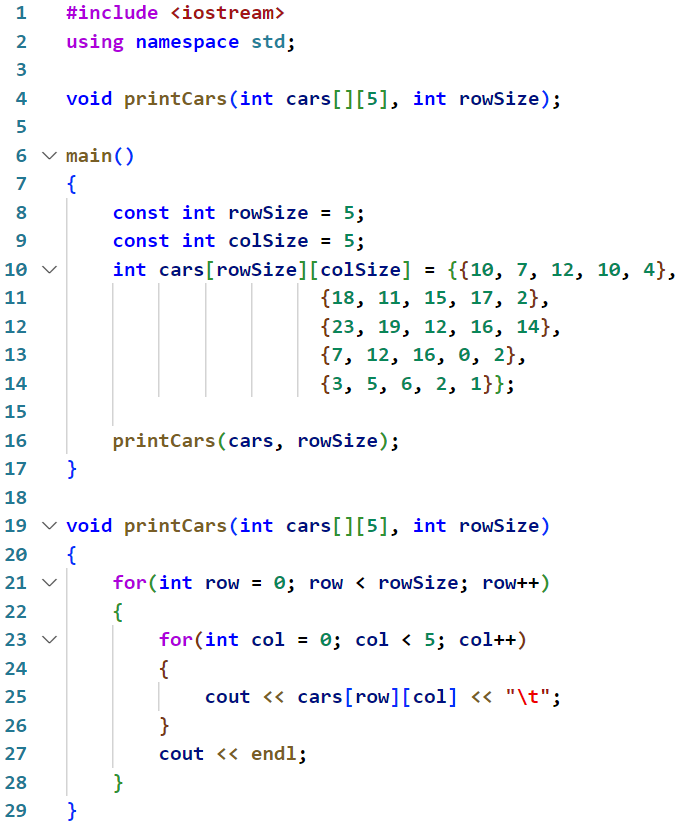 1 #include <iostream>
2 using namespace std;
3
4 void printCars(int cars[][5], int rowSize);
5
6 main()
7 {
8     const int rowSize = 5;
9     const int colSize = 5;
10     int cars[rowSize][colSize] = {{10, 7, 12, 10, 4},
11                       {18, 11, 15, 17, 2},
12                       {23, 19, 12, 16, 14},
13                       {7, 12, 16, 0, 2},
14                       {3, 5, 6, 2, 1}};
15
16     printCars(cars, rowSize);
17 }
18
19 void printCars(int cars[][5], int rowSize)
20 {
21     for(int row = 0; row < rowSize; row++)
22     {
23         for(int col = 0; col < 5; col++)
24         {
25             cout << cars[row][col] << "\t";
26         }
27         cout << endl;
28     }
29 }